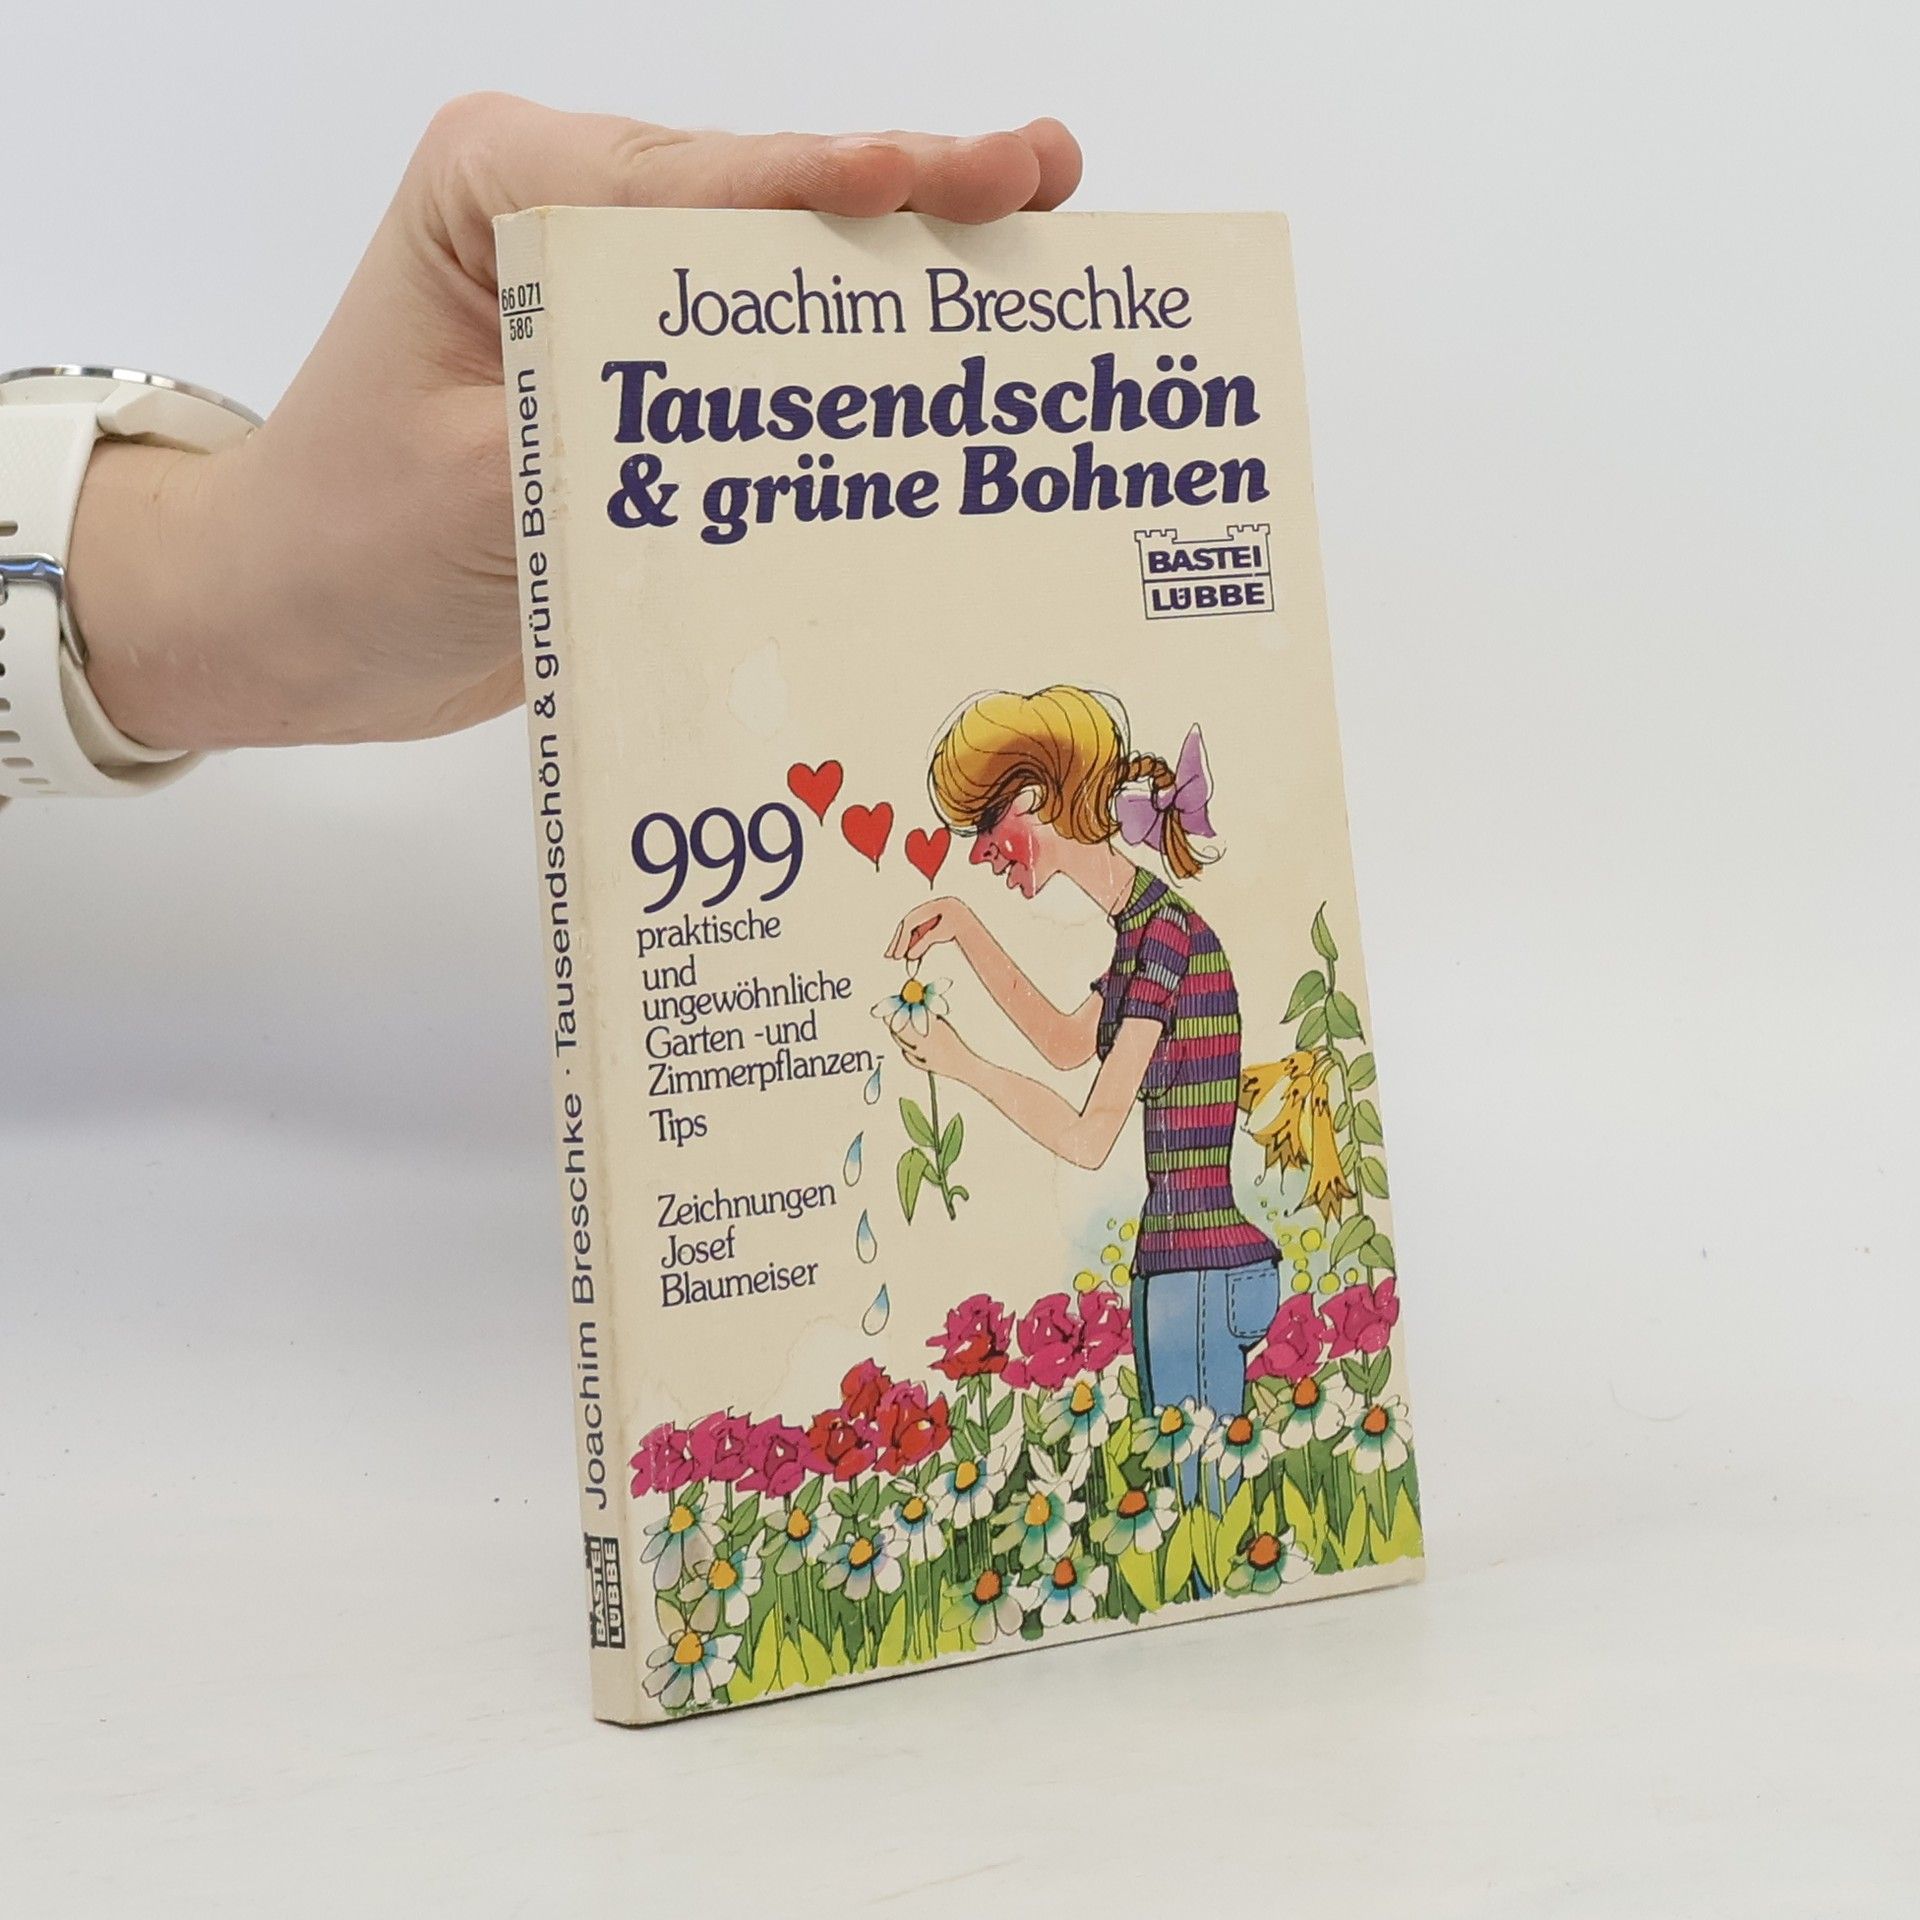 Joachim Breschke
Tausendschön
& grüne Bohnen
BASTEI
LÜBBE
999
praktische
und
ungewöhnliche
Garten -und
Zimmerpflanzen,-
Tips
Zeichnungen
Josef
Blaumeiser
66 071
58C
Joachim Breschke · Tausendschön & grüne Bohnen
BASTEI
LÜBBE